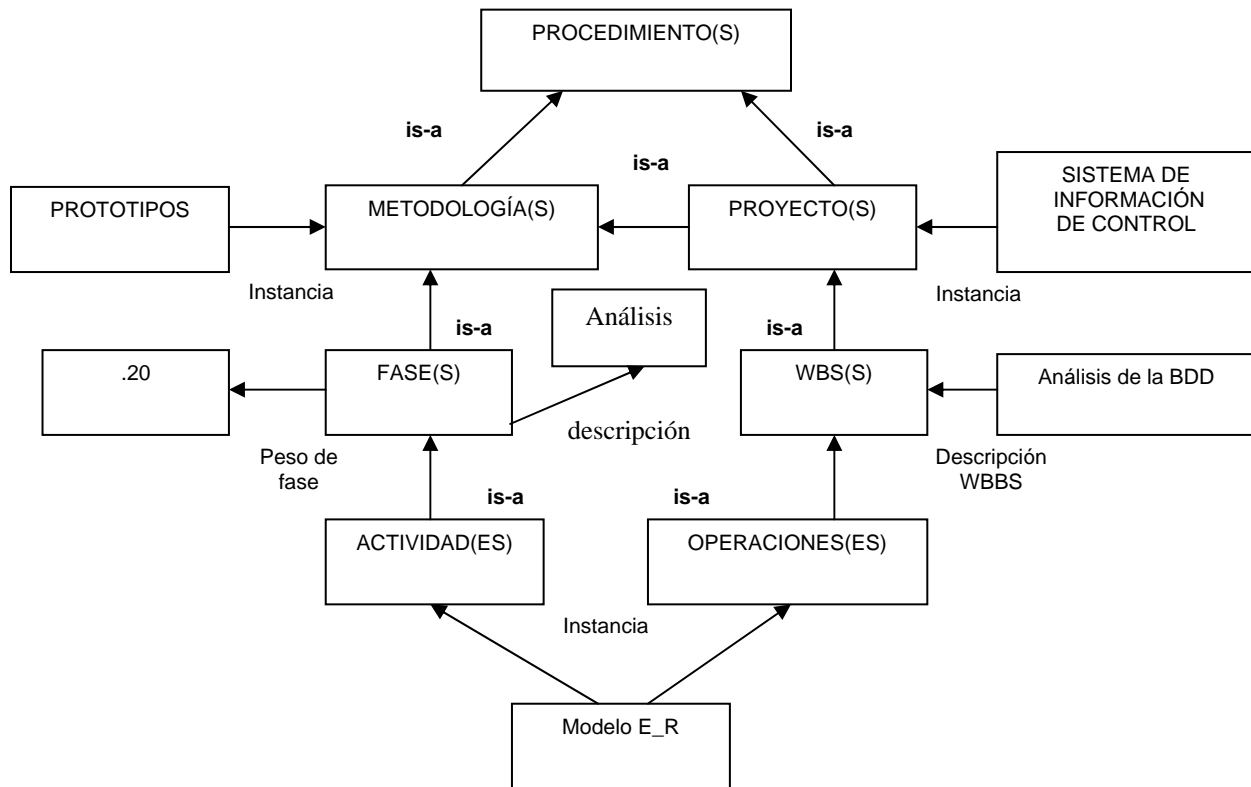 PROCEDIMIENTO(S)
is-a
is-a
is-a
PROTOTIPOS
METODOLOGÍA(S)
PROYECTO(S)
SISTEMA DE
INFORMACIÓN
DE CONTROL
Instancia
Instancia
is-a
Análisis
is-a
.20
FASE(S)
WBS(S)
Análisis de la BDD
descripción
Peso de
fase
Descripción
WBBS
is-a
is-a
ACTIVIDAD(ES)
OPERACIONES(ES)
Instancia
Modelo E_R